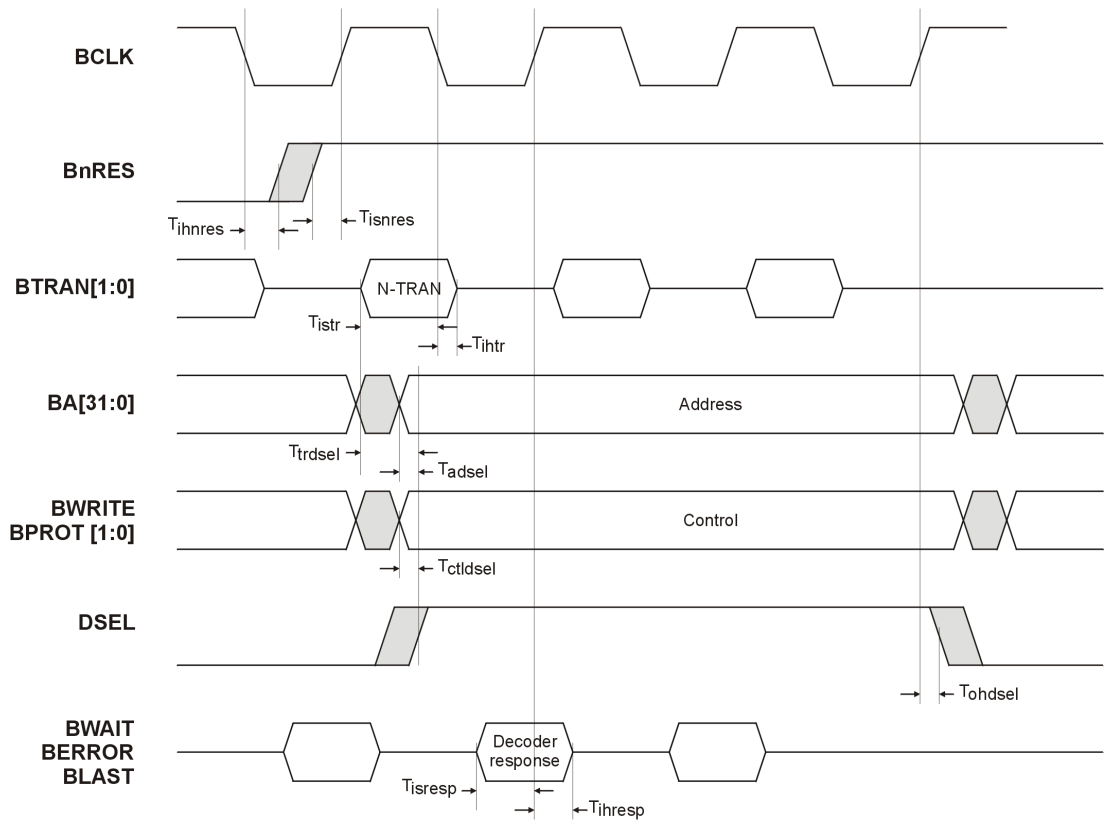 BCLK
BnRES
Tihnres
Tisnres
BTRAN[1:0]
N-TRAN
Tistr
Tihtr
BA[31:0]
Address
Ttrdsel
Tadsel
BWRITE
BPROT [1:0]
Control
Tctldsel
DSEL
Tohdsel
BWAIT
BERROR
BLAST
Decoder
response
Tisresp
Tihresp